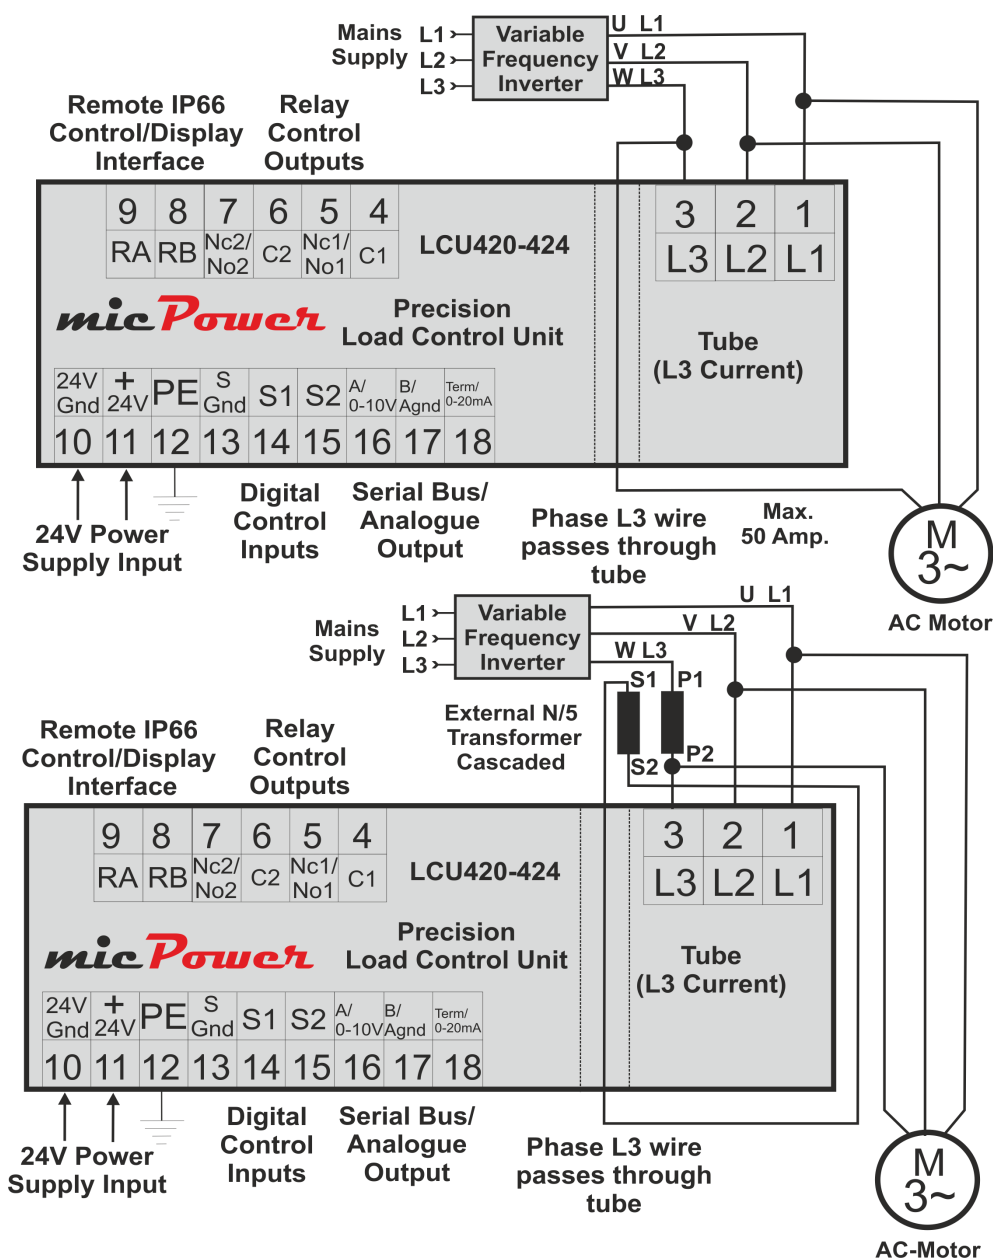 Mains
Supply
L1
L2
L3
Variable
Frequency
Inverter
U L1
V L2
W L3
Remote IP66
Control/Display
Interface
Relay
Control
Outputs
9 8 7 6 5 4
RA RB Nc2/ No2 C2 Nc1/ No1 C1
LCU420-424
3 2 1
L3 L2 L1
micPower
Precision
Load Control Unit
Tube
(L3 Current)
24V Gnd + 24V PE S Gnd S1 S2 A/ 0-10V B/ Agnd Term/ 0-20mA
10 11 12 13 14 15 16 17 18
24V Power
Supply Input
Digital
Control
Inputs
Serial Bus/
Analogue
Output
Phase L3 wire
passes through
tube
Max.
50 Amp.
M
3~
AC Motor
Mains
Supply
L1
L2
L3
Variable
Frequency
Inverter
U L1
V L2
W L3
S1 P1
S2 P2
External N/5
Transformer
Cascaded
Remote IP66
Control/Display
Interface
Relay
Control
Outputs
9 8 7 6 5 4
RA RB Nc2/ No2 C2 Nc1/ No1 C1
LCU420-424
3 2 1
L3 L2 L1
micPower
Precision
Load Control Unit
Tube
(L3 Current)
24V Gnd + 24V PE S Gnd S1 S2 A/ 0-10V B/ Agnd Term/ 0-20mA
10 11 12 13 14 15 16 17 18
24V Power
Supply Input
Digital
Control
Inputs
Serial Bus/
Analogue
Output
Phase L3 wire
passes through
tube
M
3~
AC-Motor